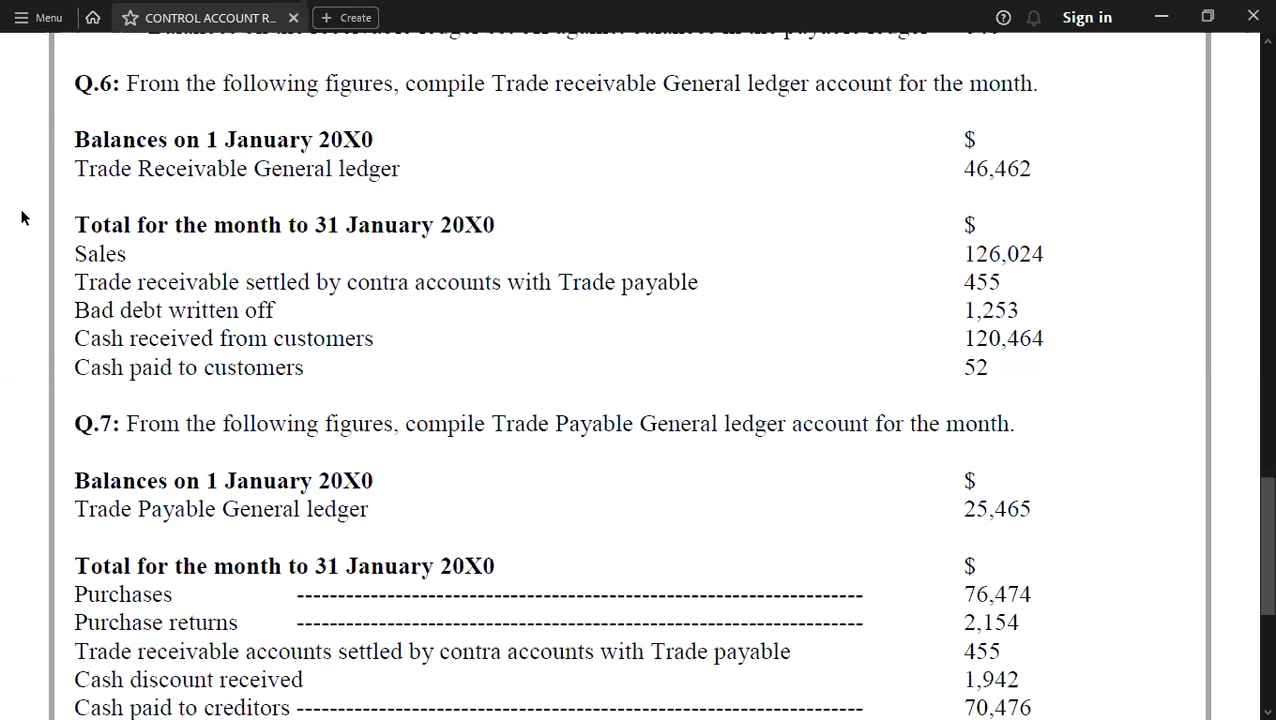 Menu
CONTROL ACCOUNT R...
Create
Sign in
Q.6: From the following figures, compile Trade receivable General ledger account for the month.
Balances on 1 January 20X0 $
Trade Receivable General ledger 46,462
Total for the month to 31 January 20X0 $
Sales 126,024
Trade receivable settled by contra accounts with Trade payable 455
Bad debt written off 1,253
Cash received from customers 120,464
Cash paid to customers 52
Q.7: From the following figures, compile Trade Payable General ledger account for the month.
Balances on 1 January 20X0 $
Trade Payable General ledger 25,465
Total for the month to 31 January 20X0 $
Purchases ---------------------------------------------------------------------- 76,474
Purchase returns ---------------------------------------------------------------------- 2,154
Trade receivable accounts settled by contra accounts with Trade payable 455
Cash discount received 1,942
Cash paid to creditors ---------------------------------------------------------------------- 70,476